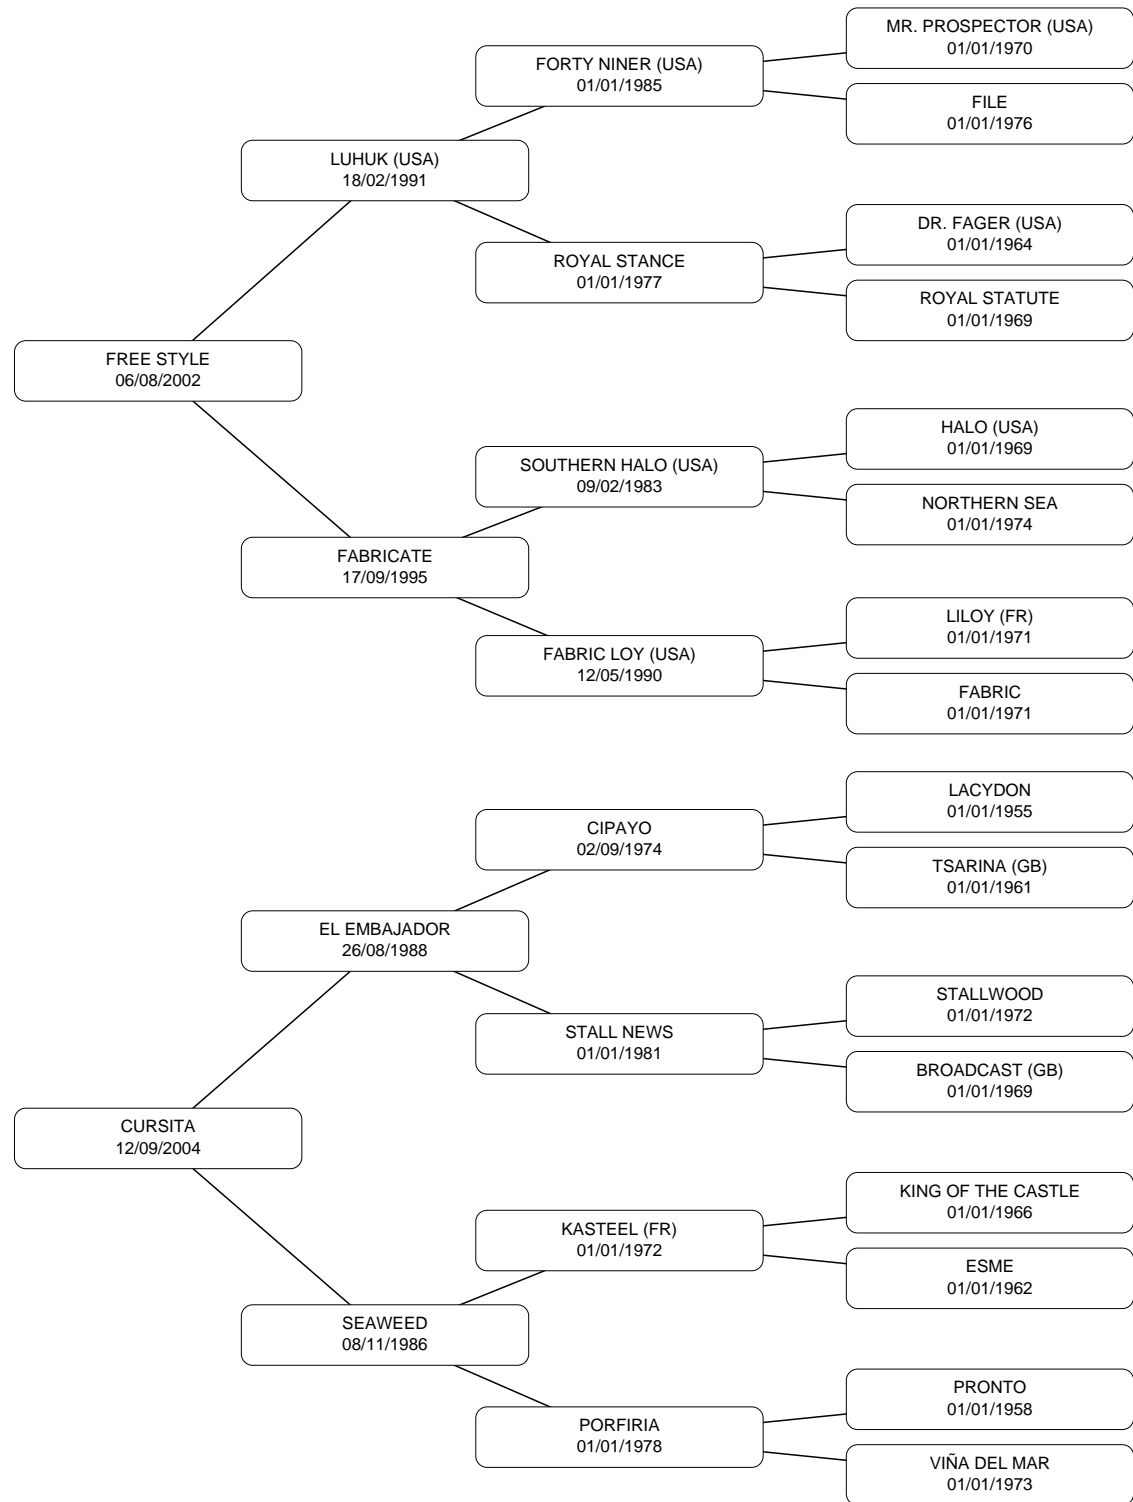 MR. PROSPECTOR (USA)
01/01/1970
FORTY NINER (USA)
01/01/1985
FILE
01/01/1976
LUHUK (USA)
18/02/1991
DR. FAGER (USA)
01/01/1964
ROYAL STANCE
01/01/1977
ROYAL STATUTE
01/01/1969
FREE STYLE
06/08/2002
HALO (USA)
01/01/1969
SOUTHERN HALO (USA)
09/02/1983
NORTHERN SEA
01/01/1974
FABRICATE
17/09/1995
LILOY (FR)
01/01/1971
FABRIC LOY (USA)
12/05/1990
FABRIC
01/01/1971
LACYDON
01/01/1955
CIPAYO
02/09/1974
TSARINA (GB)
01/01/1961
EL EMBAJADOR
26/08/1988
STALLWOOD
01/01/1972
STALL NEWS
01/01/1981
BROADCAST (GB)
01/01/1969
CURSITA
12/09/2004
KING OF THE CASTLE
01/01/1966
KASTEEL (FR)
01/01/1972
ESME
01/01/1962
SEAWEED
08/11/1986
PRONTO
01/01/1958
PORFIRIA
01/01/1978
VIÑA DEL MAR
01/01/1973